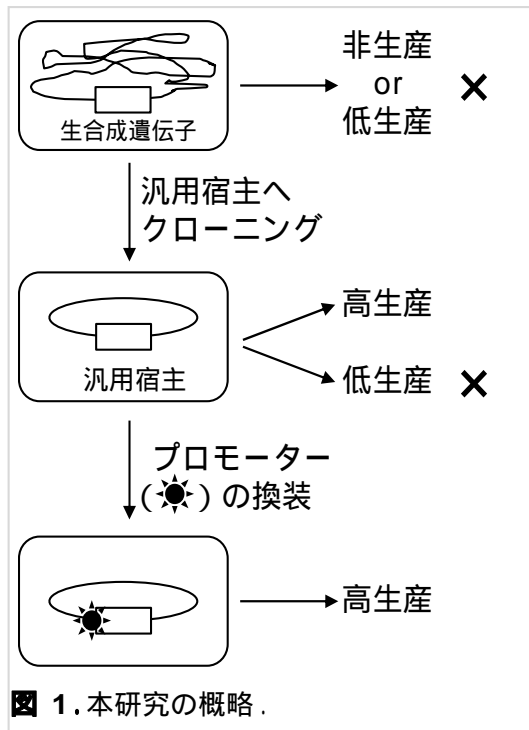 非生産
or
低生産
×
生合成遺伝子
汎用宿主へ
クローニング
高生産
汎用宿主
低生産 ×
プロモーター
(☀)の換装
高生産
図 1. 本研究の概略.